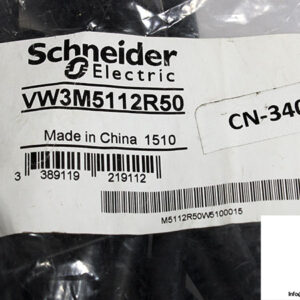 Schneider
Electric
VW3M5112R50
CN-340
Made in China 1510
3 389119 219112
M5112R50W5100015